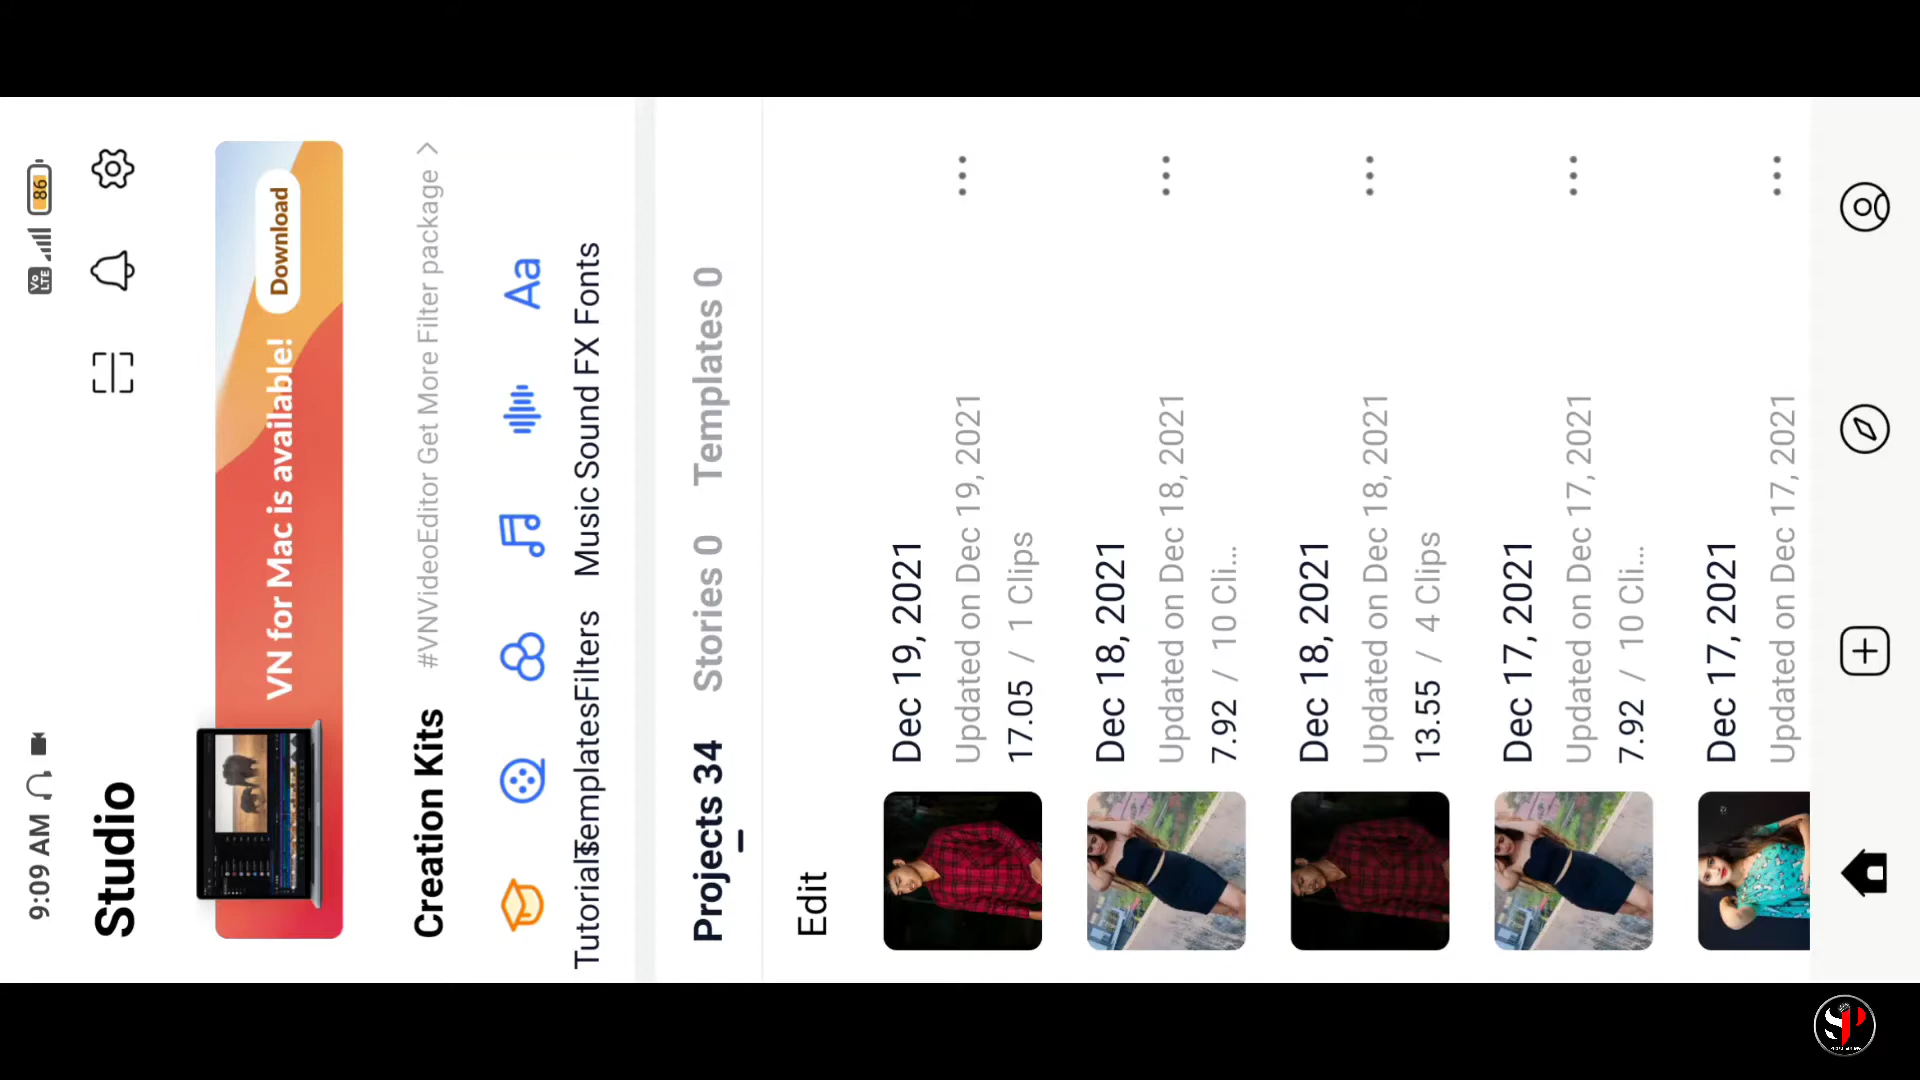 9:09 AM
Vo LTE
86
Studio
VN for Mac is available!
Download
Creation Kits
#VNVideoEditor Get More Filter package >
Tutorials
Templates
Filters
Music
Sound FX
Fonts
Projects 34
Stories 0
Templates 0
Edit
Dec 19, 2021
Updated on Dec 19, 2021
17.05 / 1 Clips
Dec 18, 2021
Updated on Dec 18, 2021
7.92 / 10 Cli...
Dec 18, 2021
Updated on Dec 18, 2021
13.55 / 4 Clips
Dec 17, 2021
Updated on Dec 17, 2021
7.92 / 10 Cli...
Dec 17, 2021
Updated on Dec 17, 2021
SP